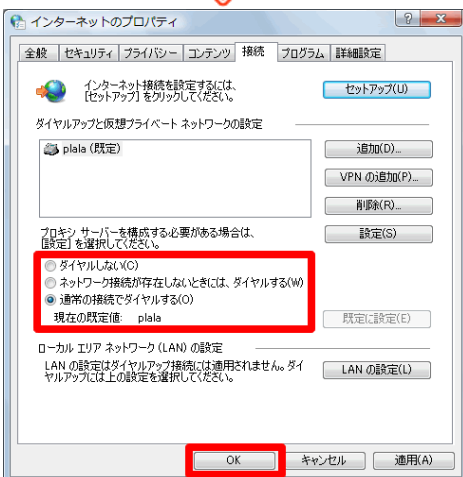 インターネットのプロパティ
全般 セキュリティ プライバシー コンテンツ 接続 プログラム 詳細設定
インターネット接続を設定するには、
[セットアップ] をクリックしてください。
セットアップ(U)
ダイヤルアップと仮想プライベート ネットワークの設定
plala (既定)
追加(D)...
VPN の追加(P)...
削除(R)...
プロキシ サーバーを構成する必要がある場合は、
[設定] を選択してください。
設定(S)
ダイヤルしない(C)
ネットワーク接続が存在しないときには、ダイヤルする(W)
通常の接続でダイヤルする(O)
現在の既定値: plala
既定に設定(E)
ローカル エリア ネットワーク (LAN) の設定
LAN の設定はダイヤルアップ接続には適用されません。ダイ
ヤルアップには上の設定を選択してください。
LAN の設定(L)
OK キャンセル 適用(A)